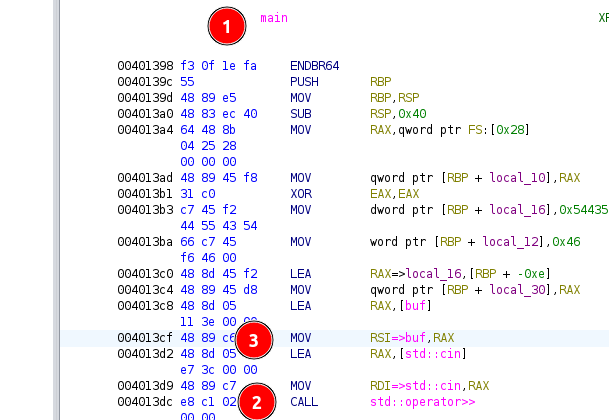 1 main XR
00401398 f3 0f 1e fa ENDBR64
0040139c 55 PUSH RBP
0040139d 48 89 e5 MOV RBP,RSP
004013a0 48 83 ec 40 SUB RSP,0x40
004013a4 64 48 8b MOV RAX,qword ptr FS:[0x28]
04 25 28
00 00 00
004013ad 48 89 45 f8 MOV qword ptr [RBP + local_10],RAX
004013b1 31 c0 XOR EAX,EAX
004013b3 c7 45 f2 MOV dword ptr [RBP + local_16],0x54435
44 55 43 54
004013ba 66 c7 45 MOV word ptr [RBP + local_12],0x46
f6 46 00
004013c0 48 8d 45 f2 LEA RAX=>local_16,[RBP + -0xe]
004013c4 48 89 45 d8 MOV qword ptr [RBP + local_30],RAX
004013c8 48 8d 05 LEA RAX,[buf]
11 3e 00 00
004013cf 48 89 c6 3 MOV RSI=>buf,RAX
004013d2 48 8d 05 LEA RAX,[std::cin]
e7 3c 00 00
004013d9 48 89 c7 MOV RDI=>std::cin,RAX
004013dc e8 c1 02 2 CALL std::operator>>
00 00